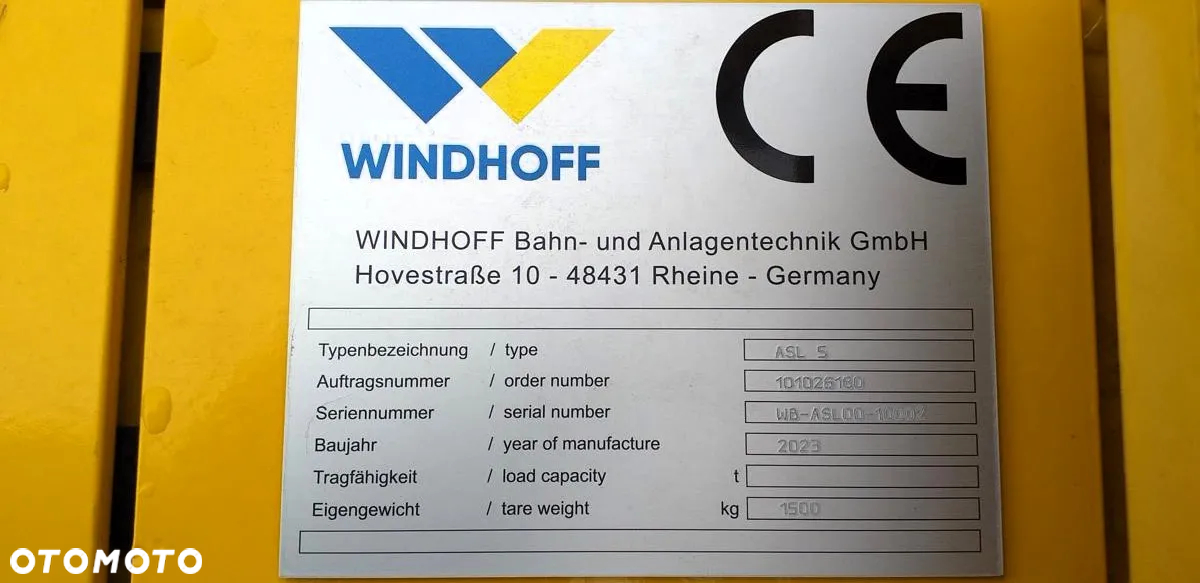 WINDHOFF
CE
WINDHOFF Bahn- und Anlagentechnik GmbH
Hovestraße 10 - 48431 Rheine - Germany
Typenbezeichnung / type ASL S
Auftragsnummer / order number 101026180
Seriennummer / serial number
Baujahr / year of manufacture 2023
Tragfähigkeit / load capacity t
Eigengewicht / tare weight kg 1500
OTOMOTO